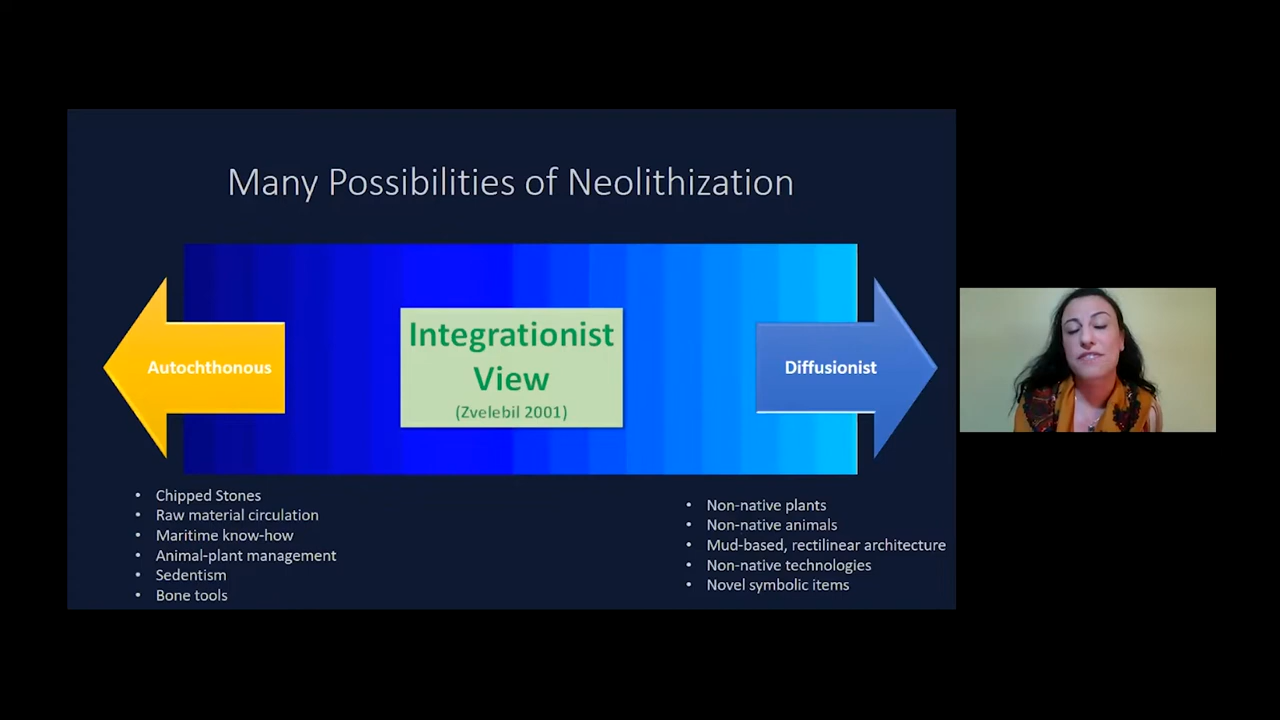 Many Possibilities of Neolithization
Autochthonous
Integrationist
View
(Zvelebil 2001)
Diffusionist
• Chipped Stones
• Raw material circulation
• Maritime know-how
• Animal-plant management
• Sedentism
• Bone tools
• Non-native plants
• Non-native animals
• Mud-based, rectilinear architecture
• Non-native technologies
• Novel symbolic items